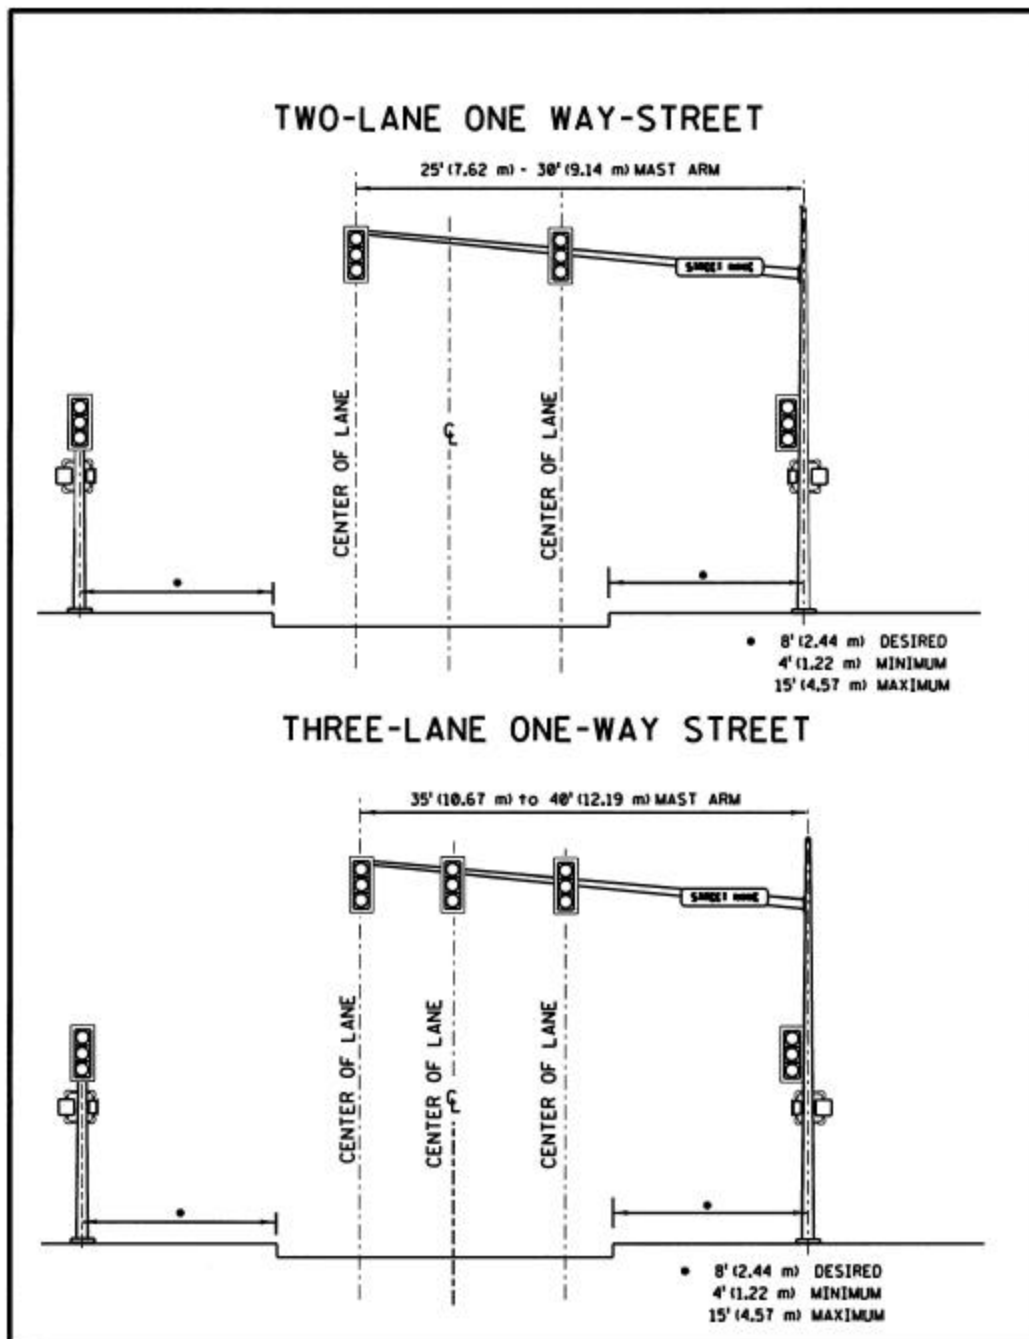 TWO-LANE ONE WAY-STREET
25' (7.62 m) - 30' (9.14 m) MAST ARM
CENTER OF LANE
℄
CENTER OF LANE
• •
• 8' (2.44 m) DESIRED
4' (1.22 m) MINIMUM
15' (4.57 m) MAXIMUM
THREE-LANE ONE-WAY STREET
35' (10.67 m) to 40' (12.19 m) MAST ARM
CENTER OF LANE
CENTER OF LANE
℄
CENTER OF LANE
• •
• 8' (2.44 m) DESIRED
4' (1.22 m) MINIMUM
15' (4.57 m) MAXIMUM